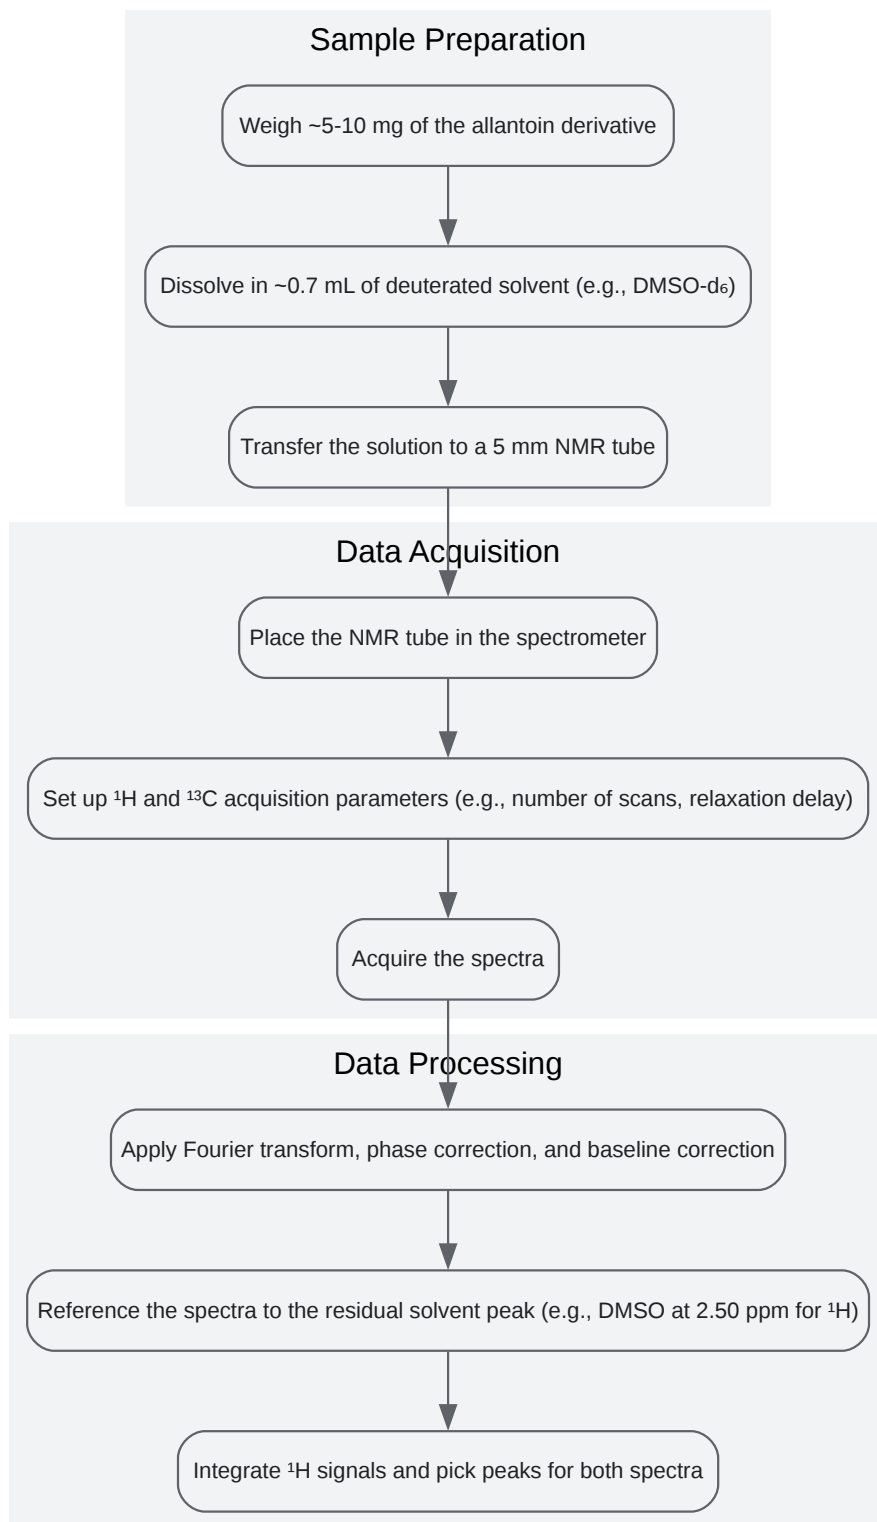 Sample Preparation
Weigh ~5-10 mg of the allantoin derivative
Dissolve in ~0.7 mL of deuterated solvent (e.g., DMSO-d₆)
Transfer the solution to a 5 mm NMR tube
Data Acquisition
Place the NMR tube in the spectrometer
Set up ¹H and ¹³C acquisition parameters (e.g., number of scans, relaxation delay)
Acquire the spectra
Data Processing
Apply Fourier transform, phase correction, and baseline correction
Reference the spectra to the residual solvent peak (e.g., DMSO at 2.50 ppm for ¹H)
Integrate ¹H signals and pick peaks for both spectra